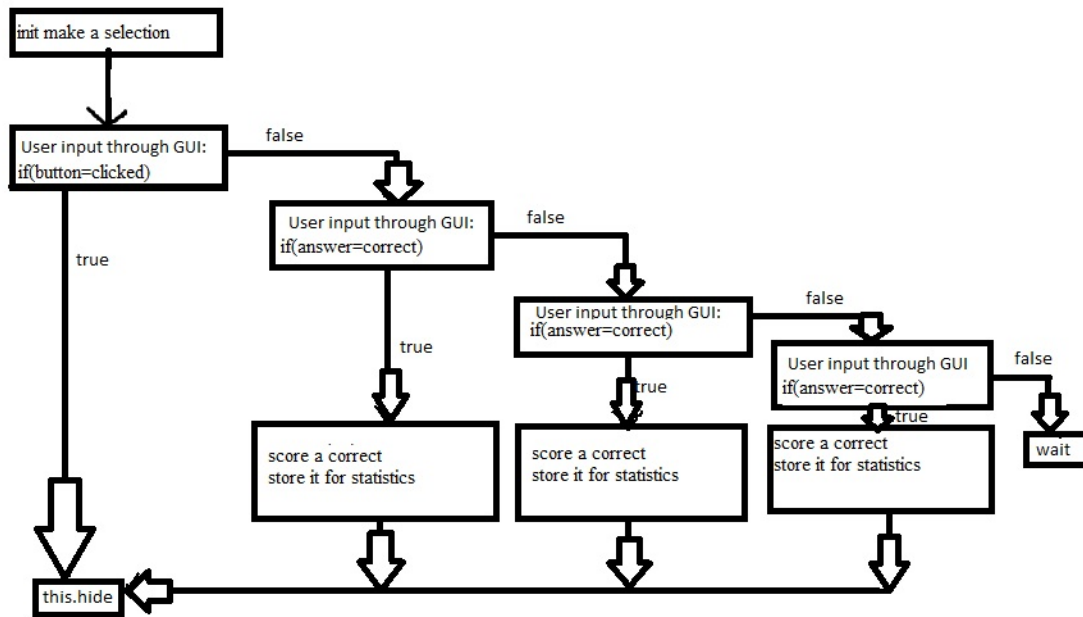 init make a selection
User input through GUI:
if(button=clicked)
false
true
User input through GUI:
if(answer=correct)
false
true
User input through GUI:
if(answer=correct)
false
true
User input through GUI
if(answer=correct)
false
true
wait
score a correct
store it for statistics
score a correct
store it for statistics
score a correct
store it for statistics
this.hide